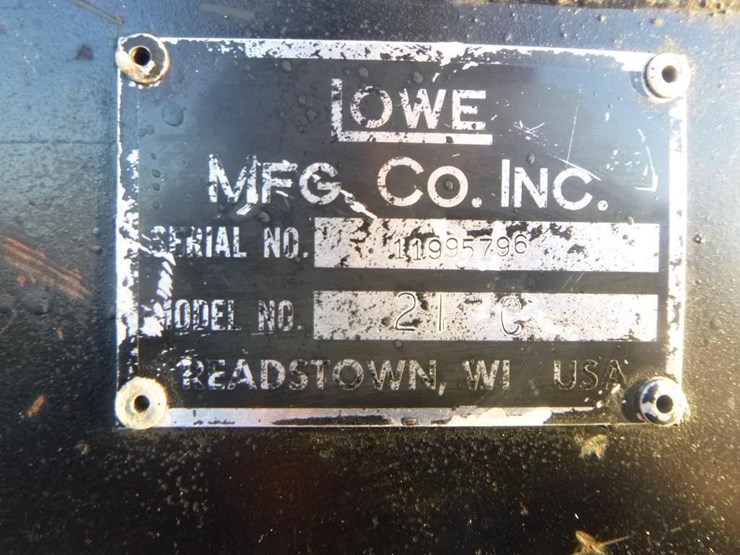 LOWE
MFG. CO. INC.
SERIAL NO. 11995796
MODEL NO. 21 C
READSTOWN, WI USA